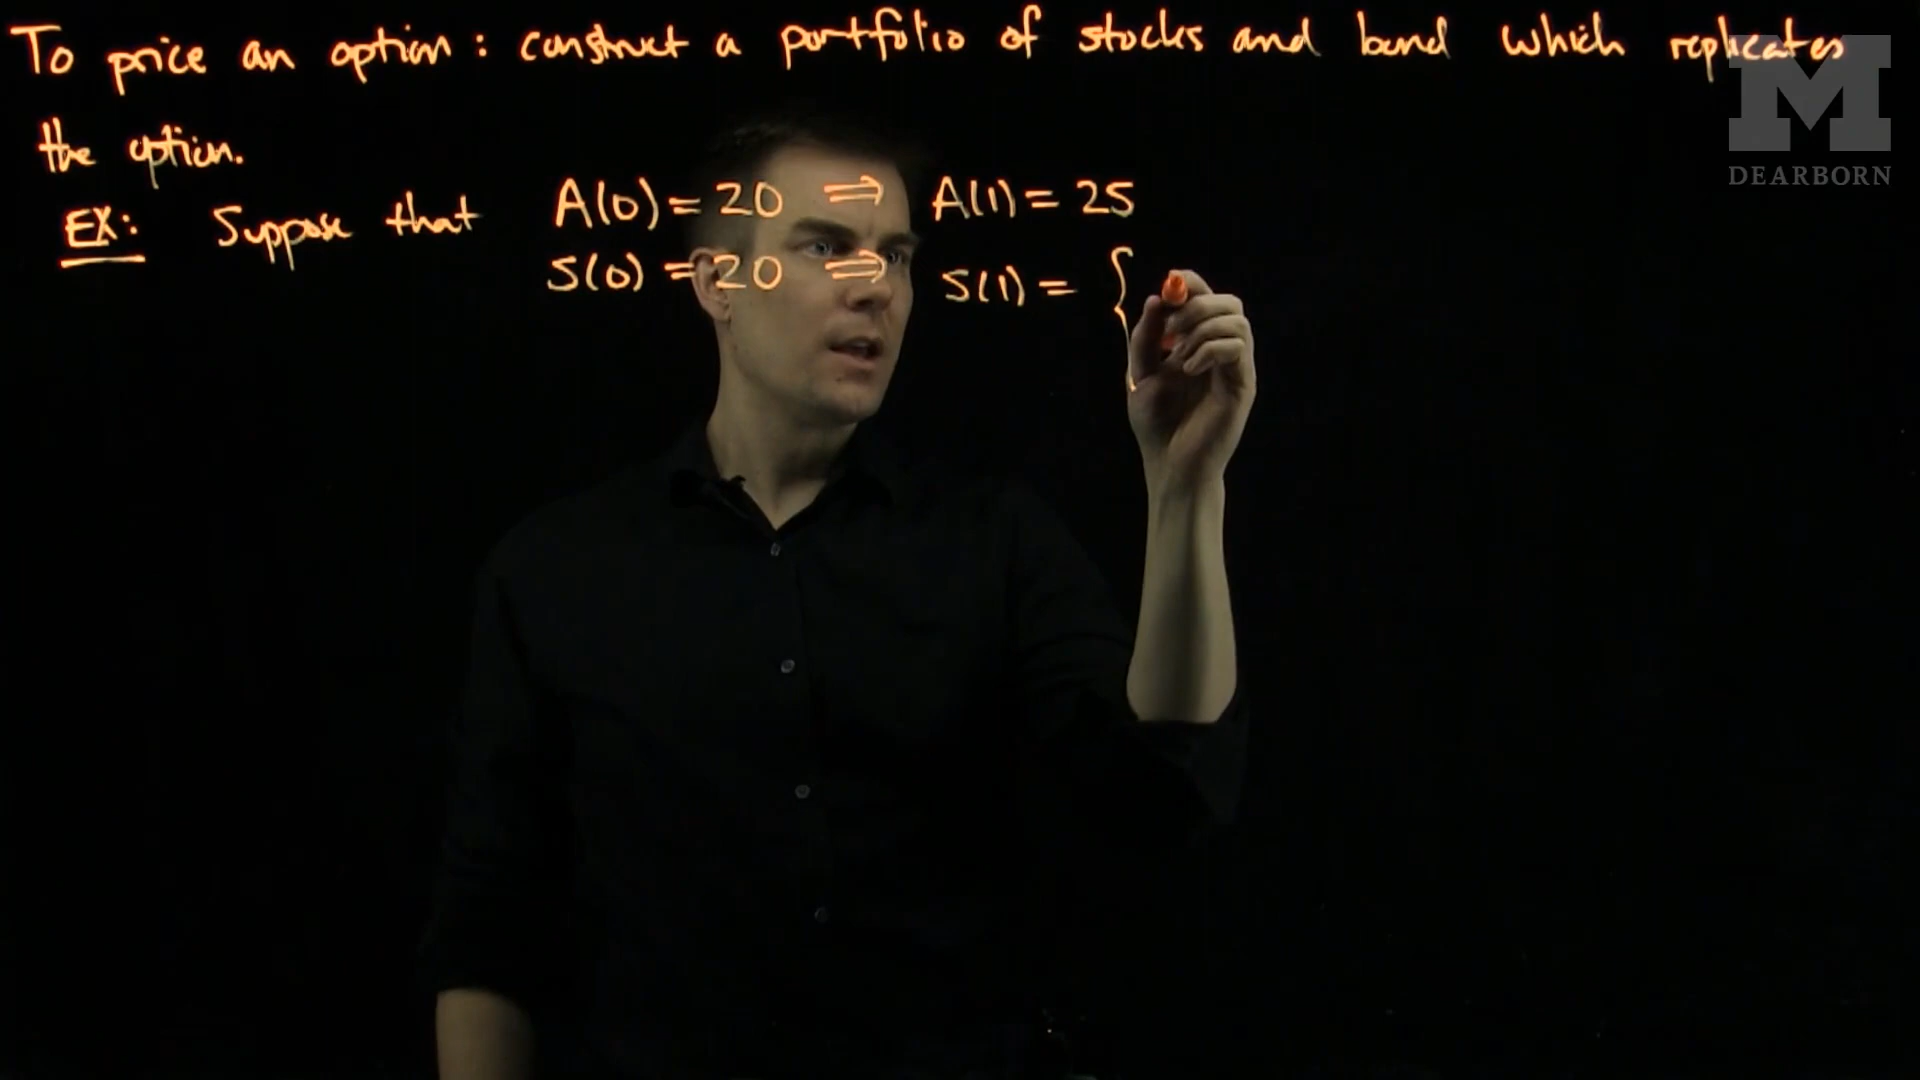 To price an option: construct a portfolio of stocks and bond which replicates
the option.
EX: Suppose that A(0) = 20 ⇒ A(1) = 25
S(0) = 20 ⇒ S(1) = {
M
DEARBORN